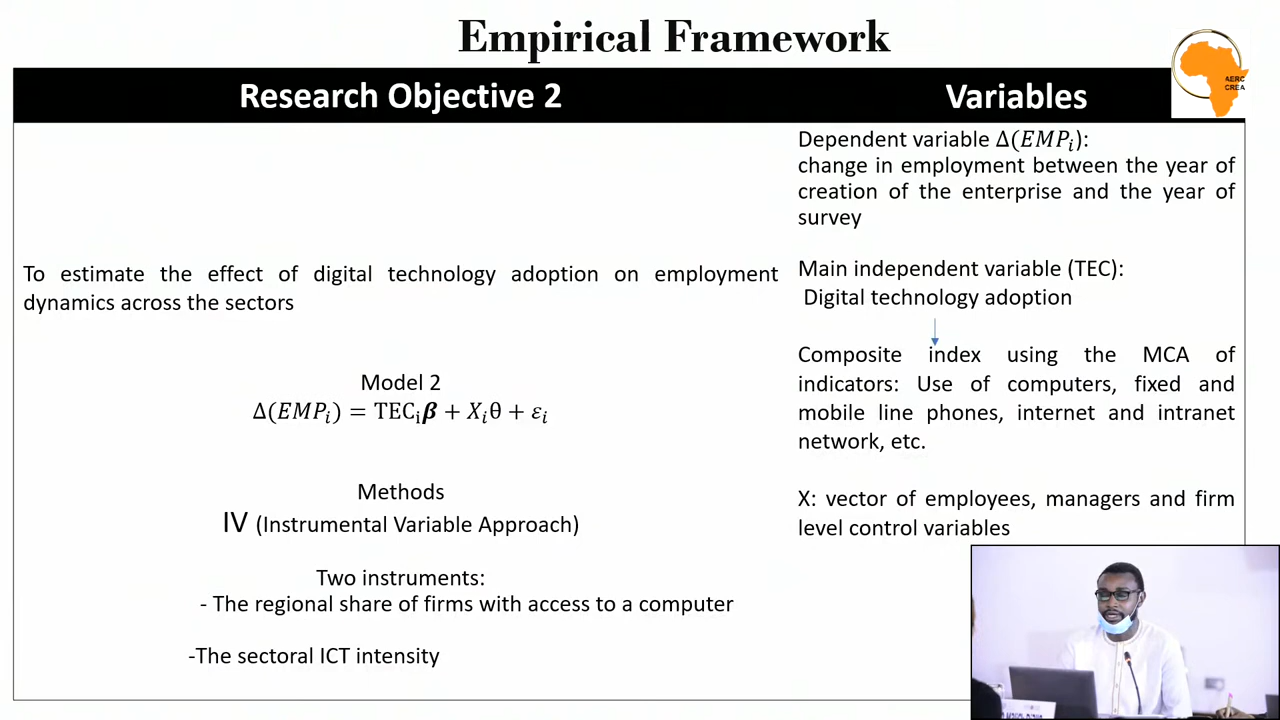 Empirical Framework
Research Objective 2
Variables
AERC
CREA
To estimate the effect of digital technology adoption on employment
dynamics across the sectors
Model 2
Δ(EMPᵢ) = TECᵢβ + Xᵢθ + εᵢ
Methods
IV (Instrumental Variable Approach)
Two instruments:
- The regional share of firms with access to a computer
-The sectoral ICT intensity
Dependent variable Δ(EMPᵢ):
change in employment between the year of
creation of the enterprise and the year of
survey
Main independent variable (TEC):
Digital technology adoption
Composite index using the MCA of
indicators: Use of computers, fixed and
mobile line phones, internet and intranet
network, etc.
X: vector of employees, managers and firm
level control variables